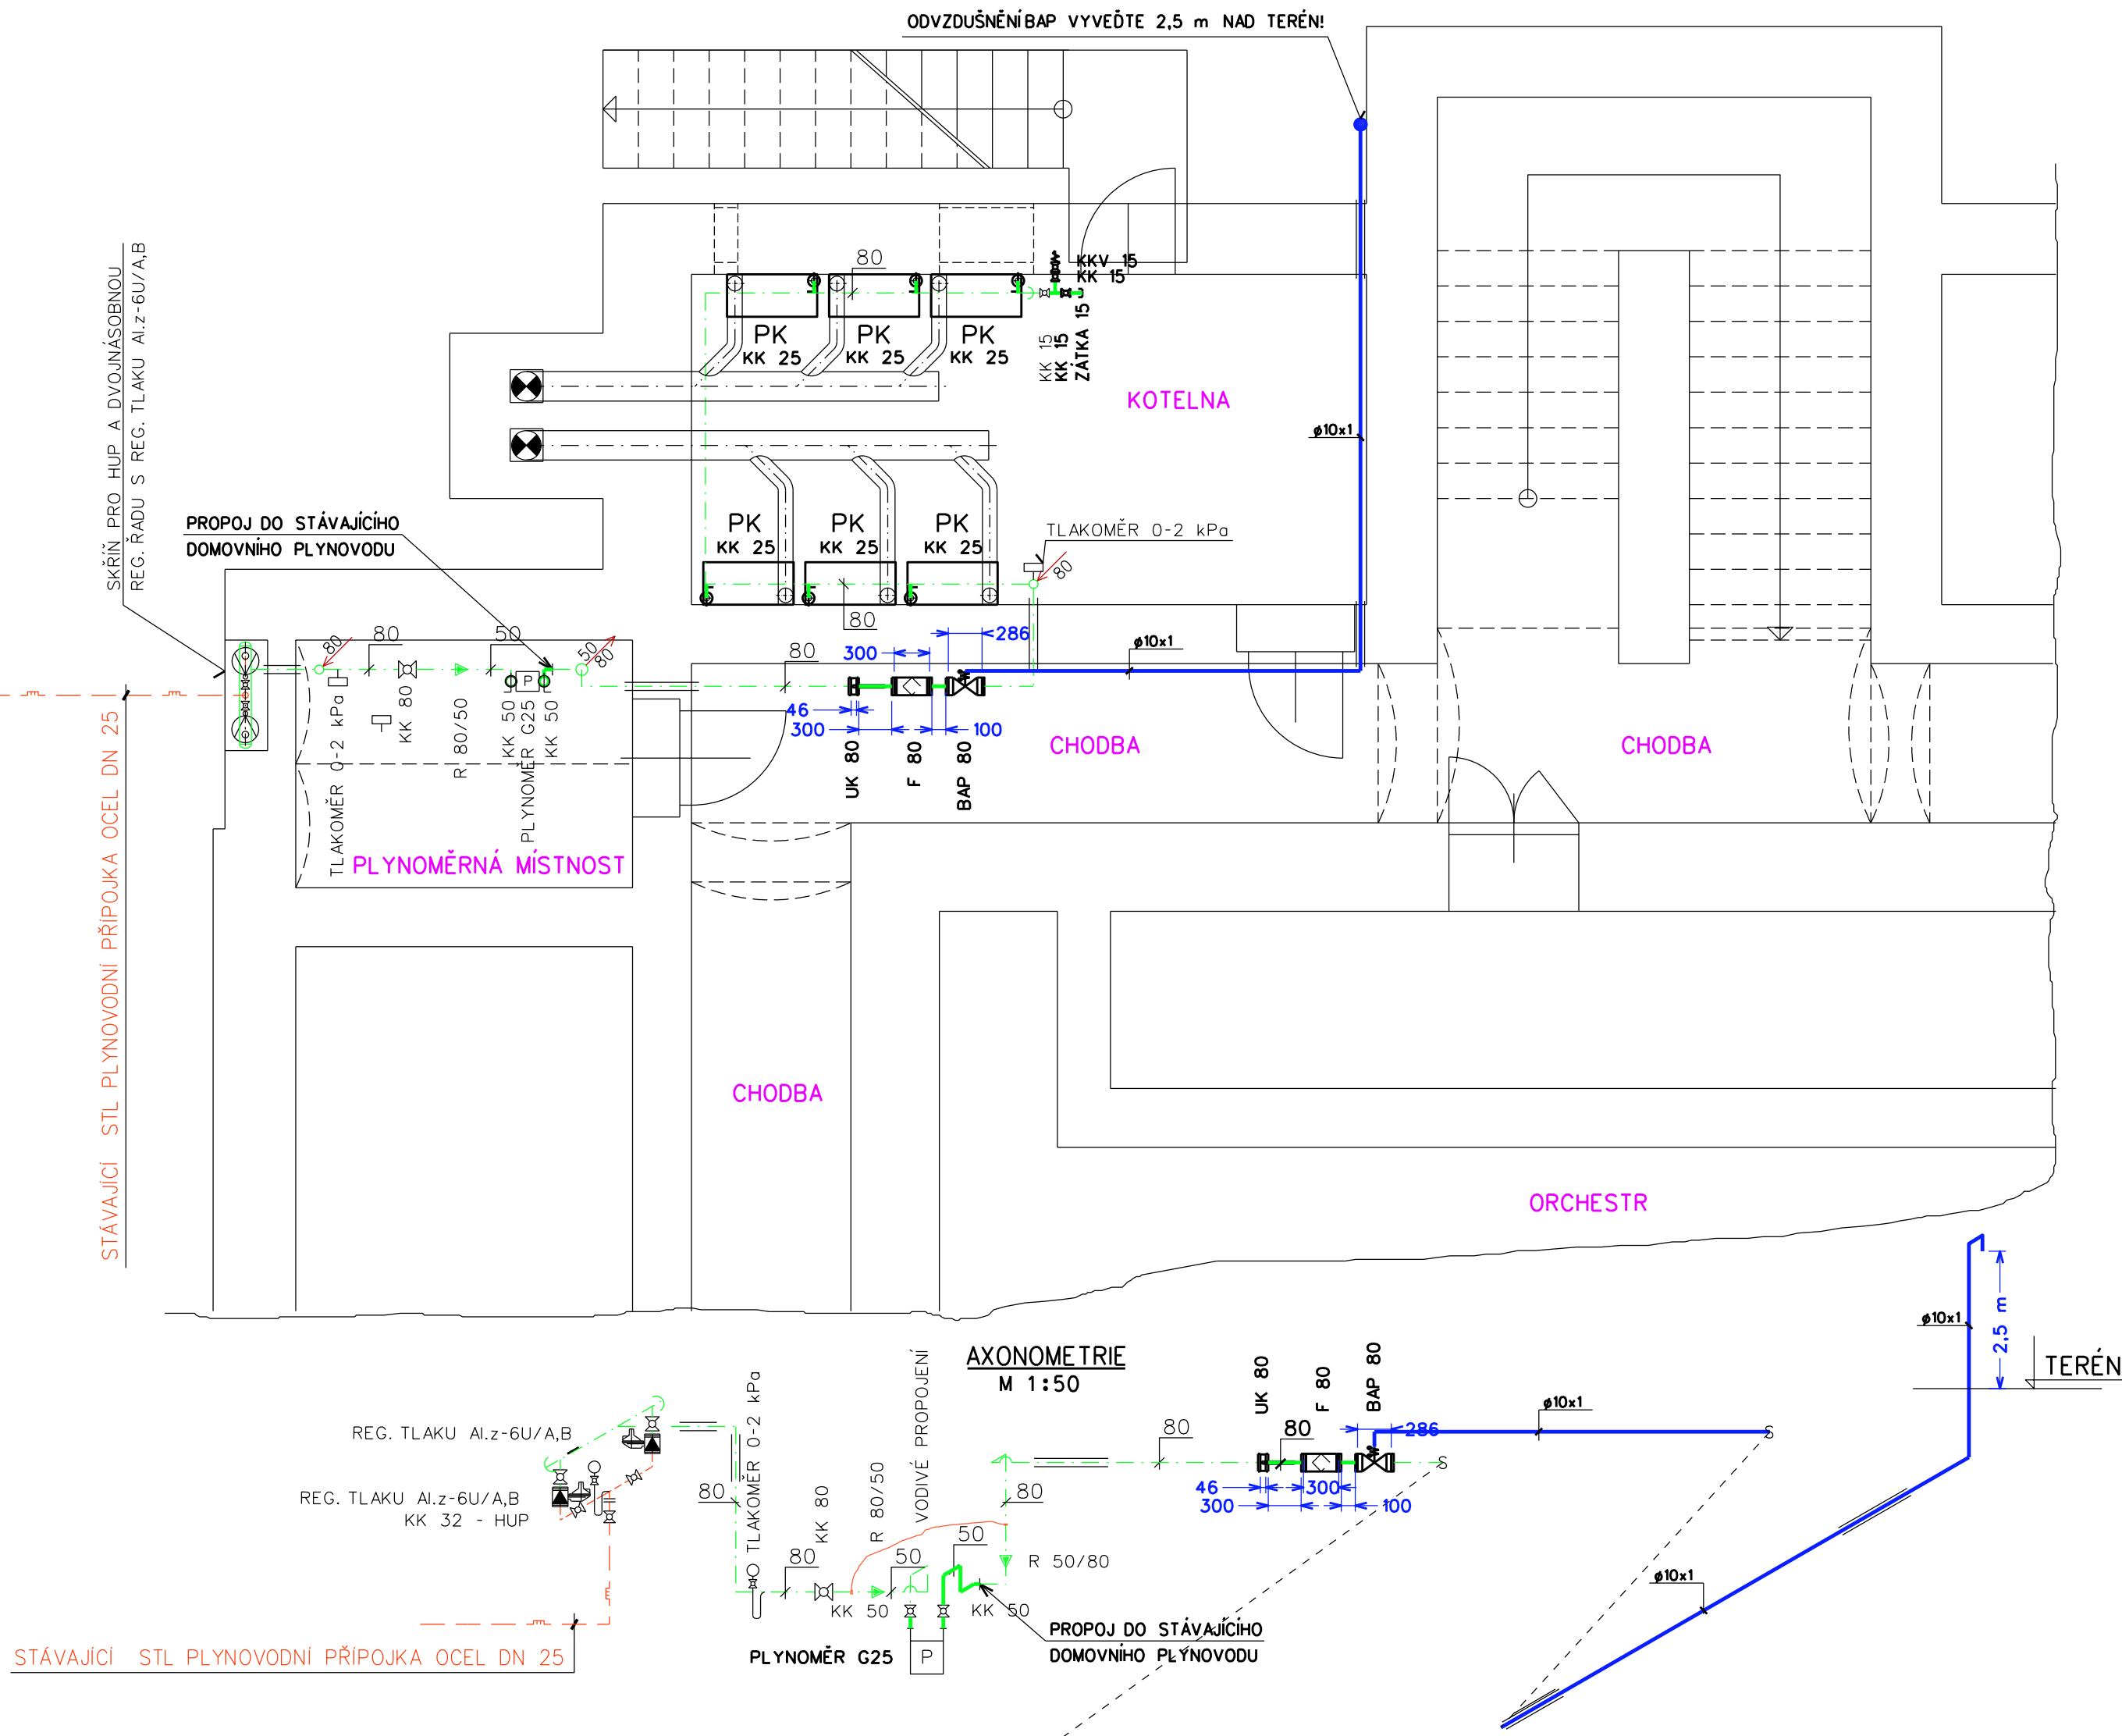 ODVZDUŠNĚNÍ BAP VYVEĎTE 2,5 m NAD TERÉN!
SKŘÍŇ PRO HUP A DVOJNÁSOBNOU
REG. ŘADU S REG. TLAKU Al.z-6U/A,B
80
KKV 15
KK 15
PK
KK 25
PK
KK 25
PK
KK 25
KK 15
KK 15
ZÁTKA 15
KOTELNA
ø10x1
PROPOJ DO STÁVAJÍCÍHO
DOMOVNÍHO PLYNOVODU
PK
KK 25
PK
KK 25
PK
KK 25
TLAKOMĚR 0-2 kPa
80
80
80
80
50
50
80
80
300
286
ø10x1
P
46
300
100
TLAKOMĚR 0-2 kPa
KK 80
R 80/50
KK 50
PLYNOMĚR G25
KK 50
UK 80
F 80
BAP 80
CHODBA
CHODBA
PLYNOMĚRNÁ MÍSTNOST
STÁVAJÍCÍ STL PLYNOVODNÍ PŘÍPOJKA OCEL DN 25
CHODBA
ORCHESTR
AXONOMETRIE
M 1:50
ø10x1
2,5 m
TERÉN
REG. TLAKU Al.z-6U/A,B
REG. TLAKU Al.z-6U/A,B
KK 32 - HUP
80
TLAKOMĚR 0-2 kPa
80
KK 80
R 80/50
50
VODIVÉ PROPOJENÍ
50
80
R 50/80
KK 50
KK 50
80
UK 80
80
F 80
BAP 80
286
46
300
300
100
S
S
ø10x1
ø10x1
PROPOJ DO STÁVAJÍCÍHO
DOMOVNÍHO PLYNOVODU
PLYNOMĚR G25
P
STÁVAJÍCÍ STL PLYNOVODNÍ PŘÍPOJKA OCEL DN 25